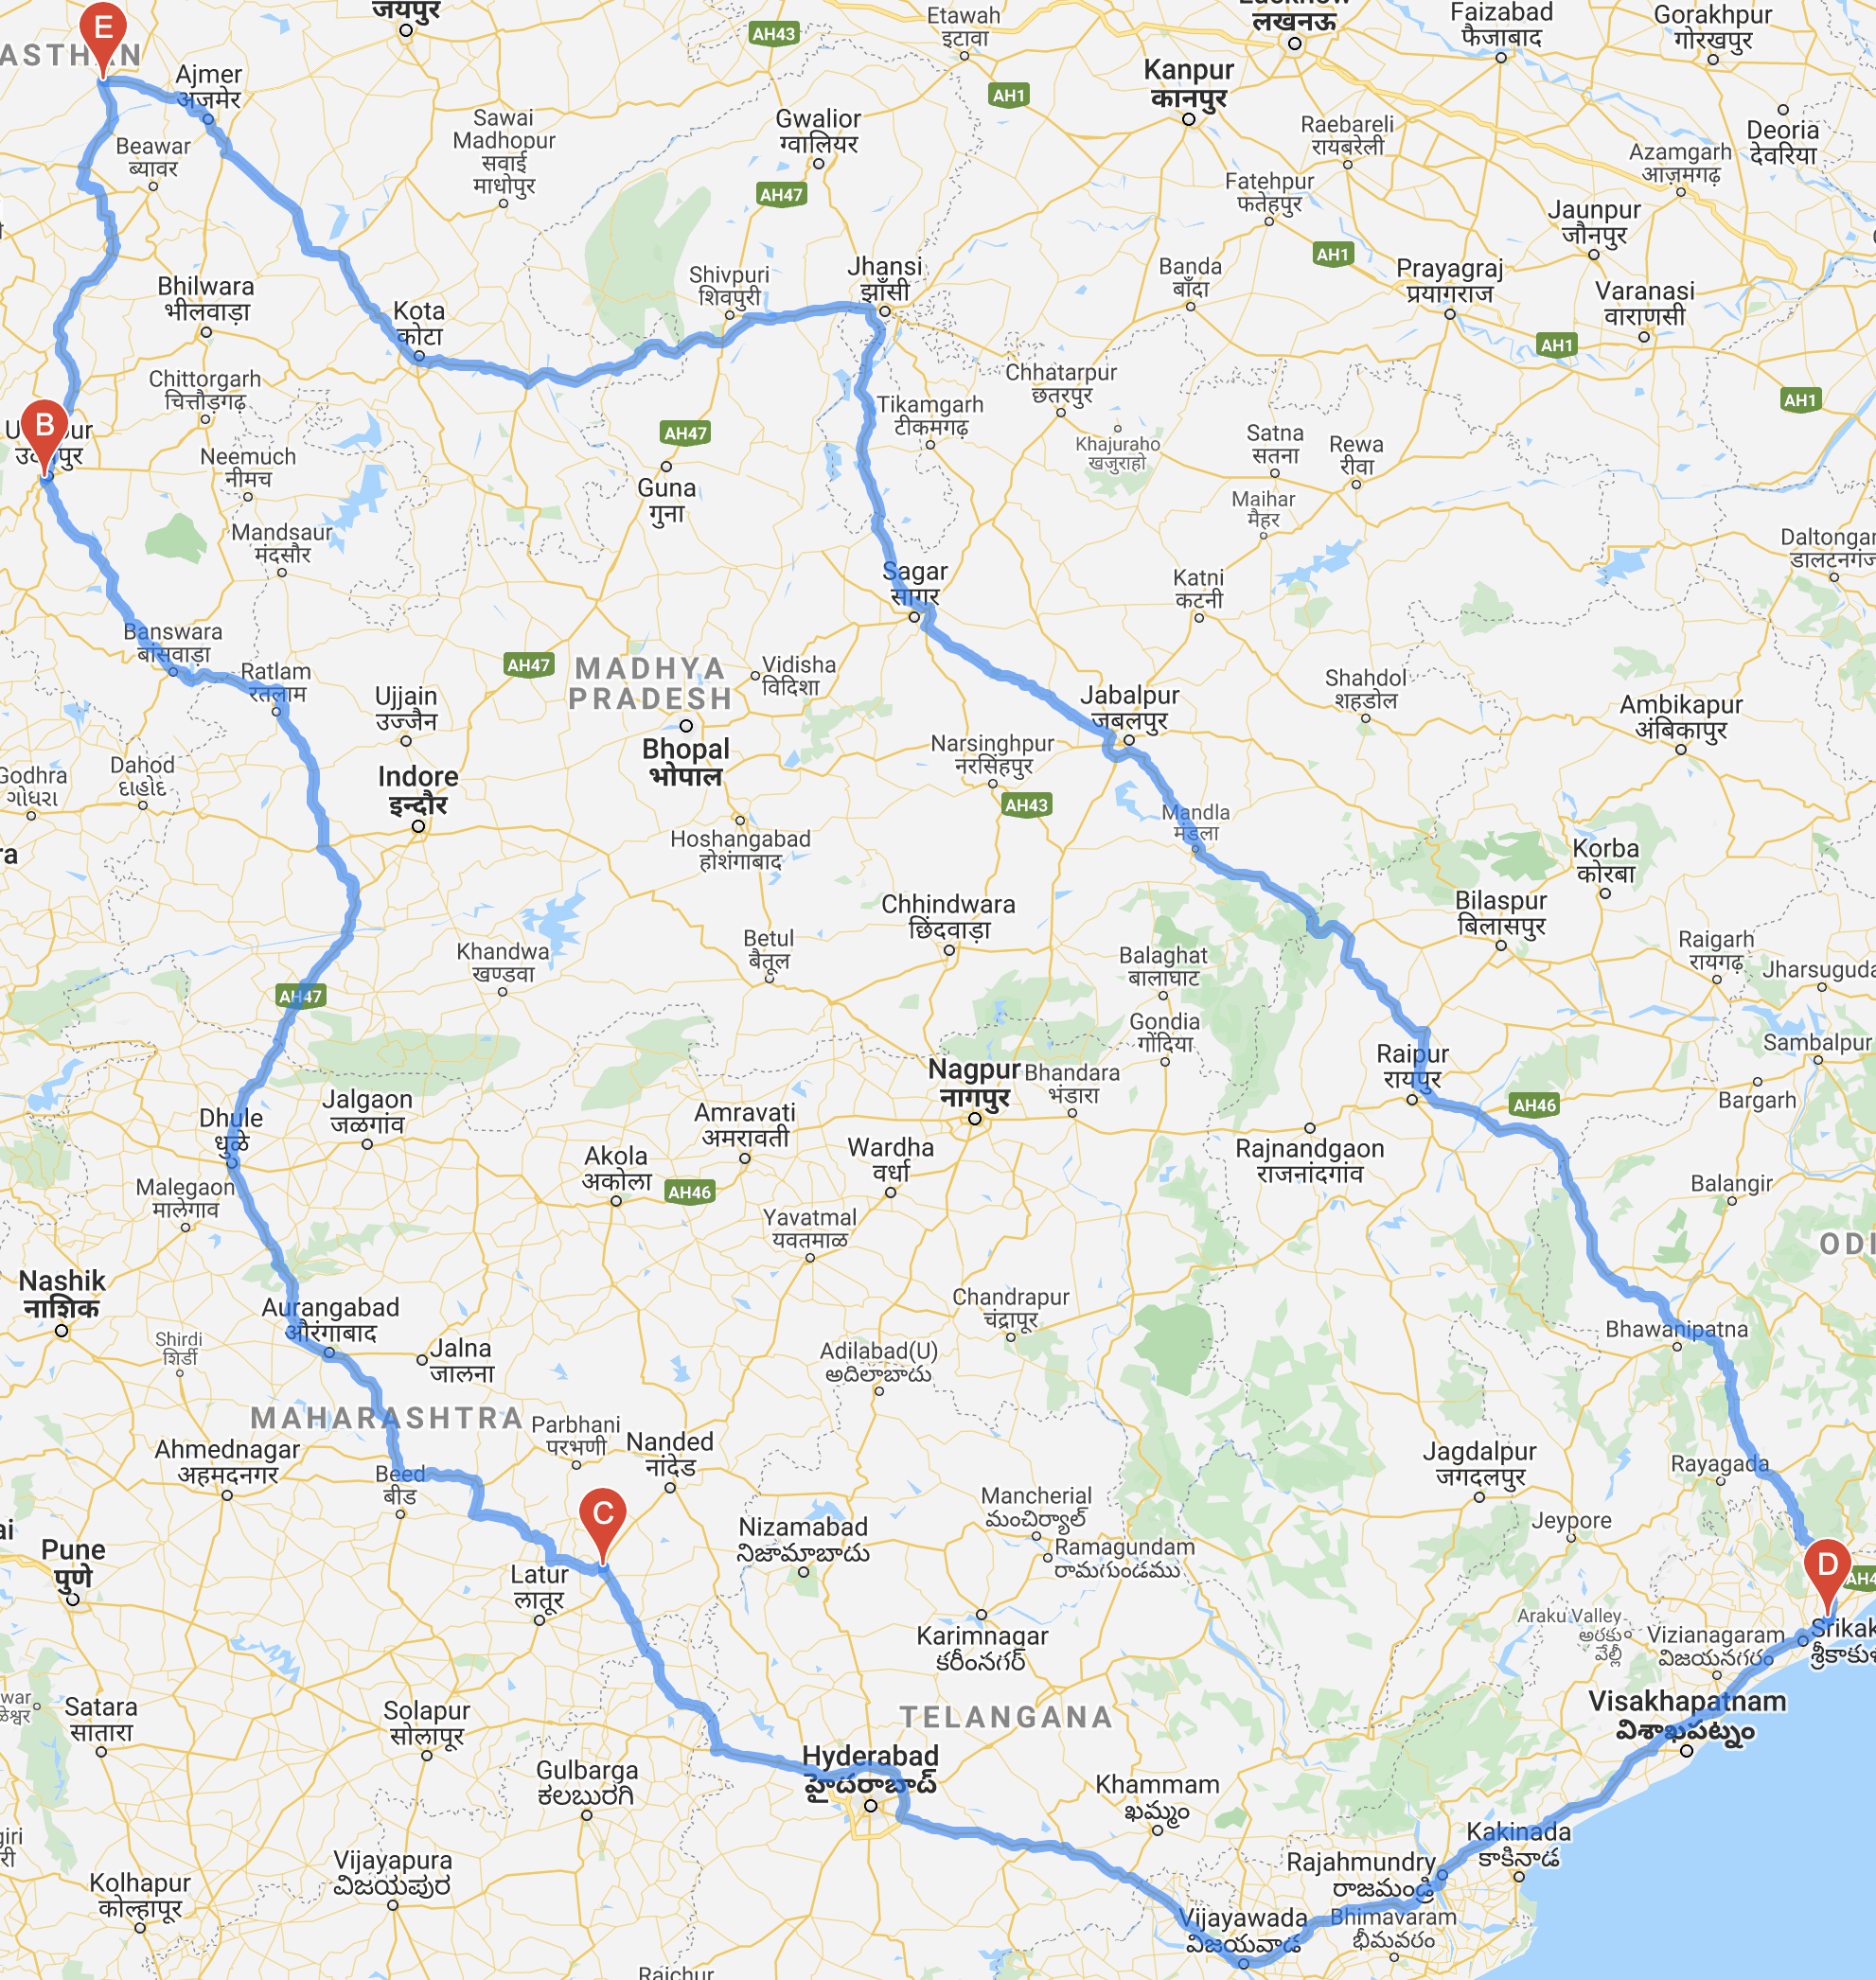 जयपुर
लखनऊ
Etawah
इटावा
Faizabad
फैजाबाद
Gorakhpur
गोरखपुर
AH43
E
Ajmer
अजमेर
Kanpur
कानपुर
AH1
Deoria
देवरिया
Sawai
Madhopur
सवाई
माधोपुर
Gwalior
ग्वालियर
Raebareli
रायबरेली
Beawar
ब्यावर
Azamgarh
आज़मगढ़
AH47
Fatehpur
फतेहपुर
Jaunpur
जौनपुर
AH1
Bhilwara
भीलवाड़ा
Shivpuri
शिवपुरी
Jhansi
झाँसी
Banda
बाँदा
Prayagraj
प्रयागराज
Varanasi
वाराणसी
Kota
कोटा
AH1
Chittorgarh
चित्तौड़गढ़
Chhatarpur
छतरपुर
AH1
B
Tikamgarh
टीकमगढ़
AH47
Khajuraho
खजुराहो
Satna
सतना
Rewa
रीवा
Neemuch
नीमच
Guna
गुना
Maihar
मैहर
Mandsaur
मंदसौर
Sagar
सागर
Katni
कटनी
Banswara
बांसवाड़ा
Ratlam
रतलाम
AH47
MADHYA
PRADESH
Vidisha
विदिशा
Ujjain
उज्जैन
Jabalpur
जबलपुर
Shahdol
शहडोल
Ambikapur
अंबिकापुर
Bhopal
भोपाल
Narsinghpur
नरसिंहपुर
Godhra
ગોધરા
Dahod
દાહોદ
Indore
इन्दौर
AH43
Mandla
मंडला
Hoshangabad
होशंगाबाद
Korba
कोरबा
Chhindwara
छिंदवाड़ा
Bilaspur
बिलासपुर
Khandwa
खण्डवा
Betul
बैतूल
Balaghat
बालाघाट
Raigarh
रायगढ़
Jharsuguda
AH47
Gondia
गोंदिया
Raipur
रायपुर
Sambalpur
Nagpur
नागपुर
Bhandara
भंडारा
Bargarh
AH46
Dhule
धुळे
Jalgaon
जळगांव
Amravati
अमरावती
Akola
अकोला
AH46
Wardha
वर्धा
Rajnandgaon
राजनांदगांव
Malegaon
मालेगाव
Balangir
Yavatmal
यवतमाळ
Nashik
नाशिक
Aurangabad
औरंगाबाद
Chandrapur
चंद्रापूर
Shirdi
शिर्डी
Jalna
जालना
Adilabad(U)
ఆదిలాబాదు
Bhawanipatna
MAHARASHTRA
Parbhani
परभणी
Nanded
नांदेड
Ahmednagar
अहमदनगर
Beed
बीड
Jagdalpur
जगदलपुर
Rayagada
C
Mancherial
మంచిర్యాల్
Jeypore
Pune
पुणे
Nizamabad
నిజామాబాదు
Ramagundam
రామగుండము
D
Latur
लातूर
Karimnagar
కరీంనగర్
Araku Valley
అరకు
వేల్లీ
Vizianagaram
విజయనగరం
Satara
सातारा
Solapur
सोलापूर
TELANGANA
Visakhapatnam
విశాఖపట్నం
Gulbarga
ಕಲಬುರಗಿ
Hyderabad
హైదరాబాద్
Khammam
ఖమ్మం
Kakinada
కాకినాడ
Vijayapura
ವಿಜಯಪುರ
Rajahmundry
రాజమండ్రి
Kolhapur
कोल्हापूर
Vijayawada
విజయవాడ
Bhimavaram
భీమవరం
Raichur